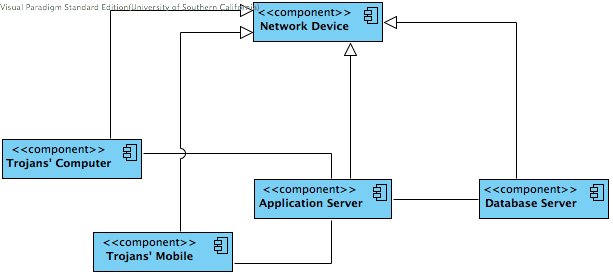 Visual Paradigm Standard Edition(University of Southern California)
<<component>>
Network Device
<<component>>
Trojans' Computer
<<component>>
Application Server
<<component>>
Database Server
<<component>>
Trojans' Mobile